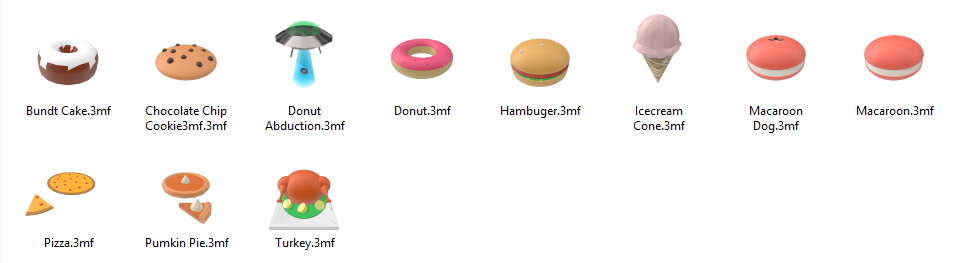 Bundt Cake.3mf
Chocolate Chip
Cookie3mf.3mf
Donut
Abduction.3mf
Donut.3mf
Hambuger.3mf
Icecream
Cone.3mf
Macaroon
Dog.3mf
Macaroon.3mf
Pizza.3mf
Pumkin Pie.3mf
Turkey.3mf